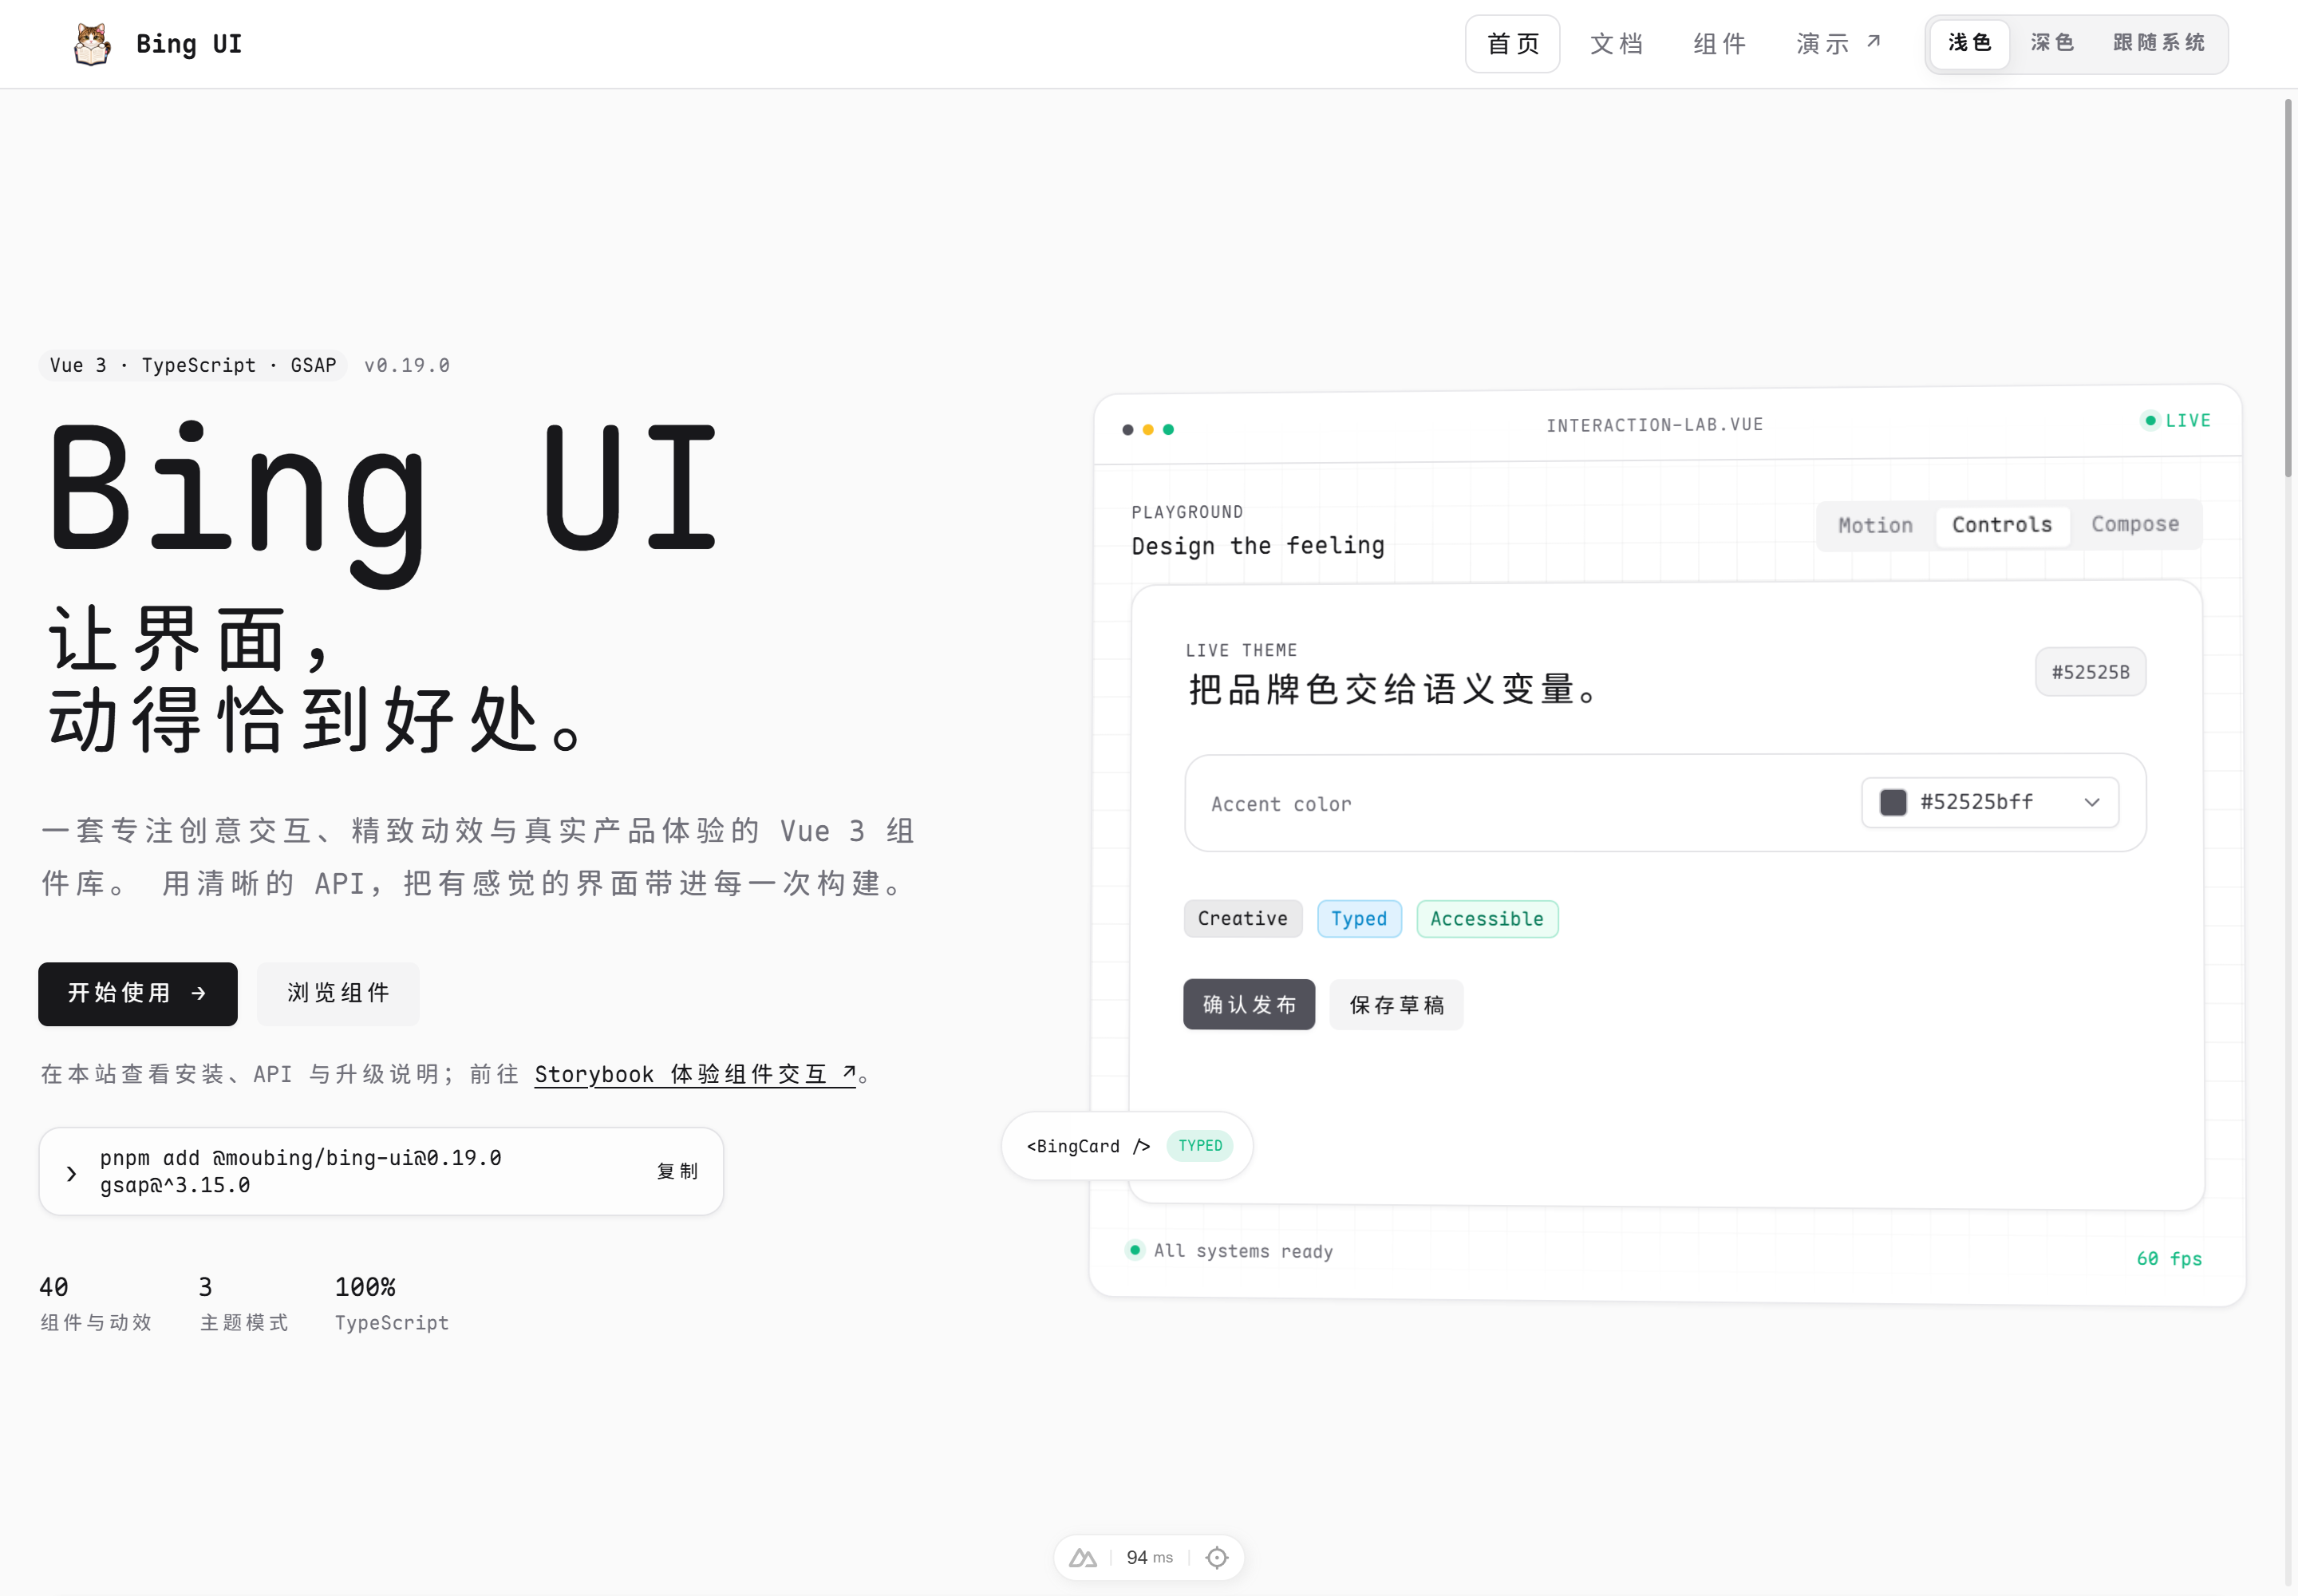 Bing UI
首页 文档 组件 演示 ↗ 浅色 深色 跟随系统
Vue 3 · TypeScript · GSAP v0.19.0
Bing UI
让界面，
动得恰到好处。
一套专注创意交互、精致动效与真实产品体验的 Vue 3 组
件库。 用清晰的 API，把有感觉的界面带进每一次构建。
开始使用 → 浏览组件
在本站查看安装、API 与升级说明；前往 Storybook 体验组件交互 ↗。
pnpm add @moubing/bing-ui@0.19.0
gsap@^3.15.0
复制
40 3 100%
组件与动效 主题模式 TypeScript
INTERACTION-LAB.VUE LIVE
PLAYGROUND
Design the feeling
Motion Controls Compose
LIVE THEME
把品牌色交给语义变量。
#52525B
Accent color #52525bff
Creative Typed Accessible
确认发布 保存草稿
<BingCard /> TYPED
All systems ready 60 fps
94 ms